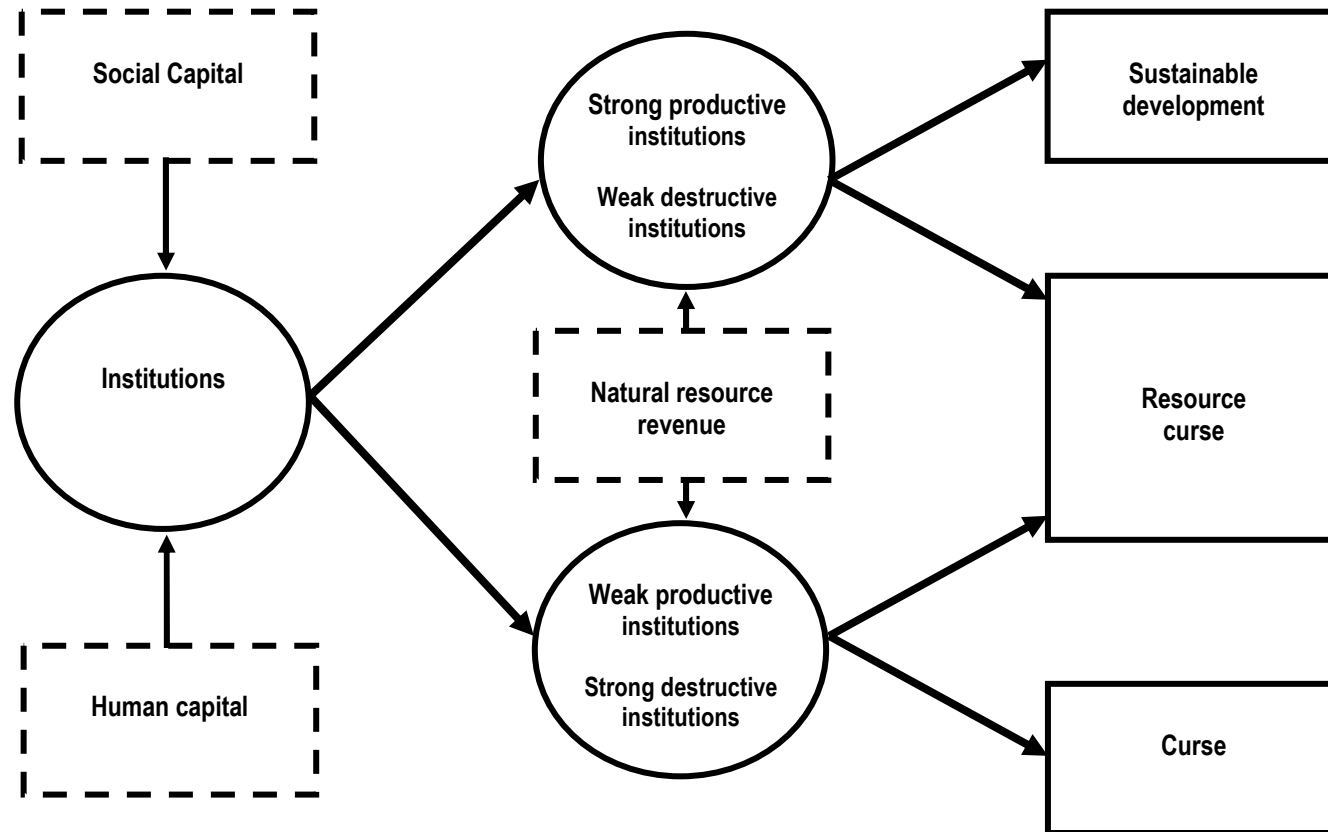 Social Capital
Institutions
Human capital
Strong productive
institutions
Weak destructive
institutions
Natural resource
revenue
Weak productive
institutions
Strong destructive
institutions
Sustainable
development
Resource
curse
Curse